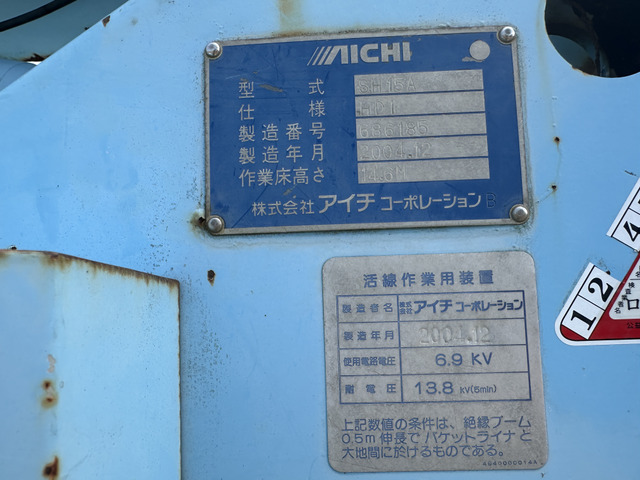 AICHI
型式 SH15A
仕様 HD1
製造番号 686185
製造年月 2004.12
作業床高さ 14.6M
株式会社 アイチ コーポレーション B
活線作業用装置
製造者名 株式会社 アイチ コーポレーション
製造年月 2004.12
使用電路電圧 6.9 KV
耐電圧 13.8 KV(5min)
上記数値の条件は、絶縁ブーム
0.5m 伸長で バケットライナと
大地間に於けるものである。
12
4